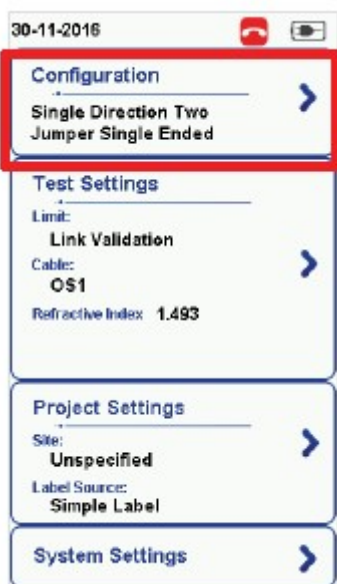 30-11-2016
Configuration
Single Direction Two
Jumper Single Ended
Test Settings
Limit:
Link Validation
Cable:
OS1
Refractive Index 1.493
Project Settings
Site:
Unspecified
Label Source:
Simple Label
System Settings